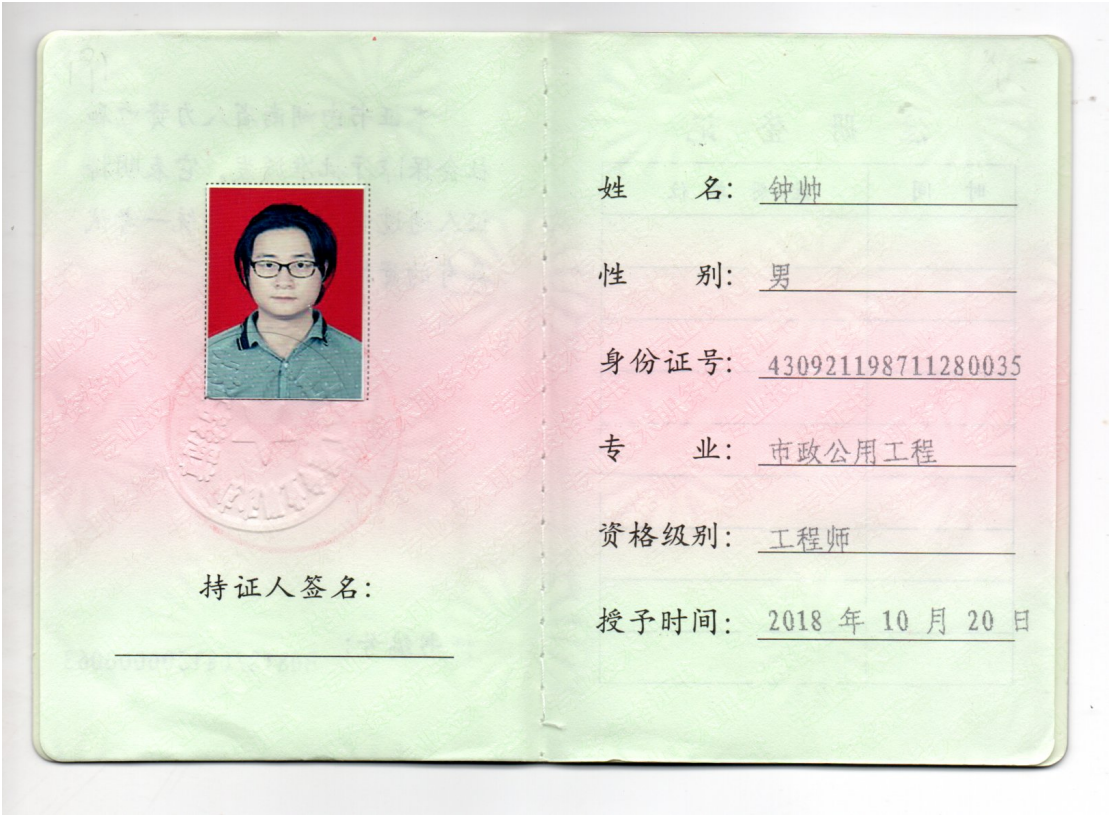 持证人签名:
姓 名: 钟帅
性 别: 男
身份证号: 430921198711280035
专 业: 市政公用工程
资格级别: 工程师
授予时间: 2018 年 10 月 20 日